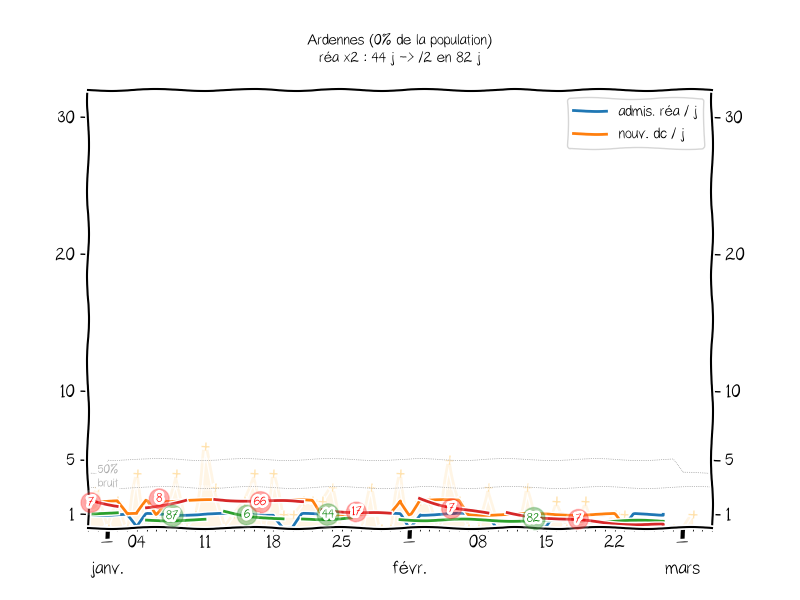 Ardennes (0% de la population)
réa x2 : 44 j -> /2 en 82 j
30 30
admis. réa / j
nouv. dc / j
20 20
10 10
5 5
50%
bruit
1 1
7 8 87 6 66 44 17 7 82 7
04 11 18 25 08 15 22
janv. févr. mars